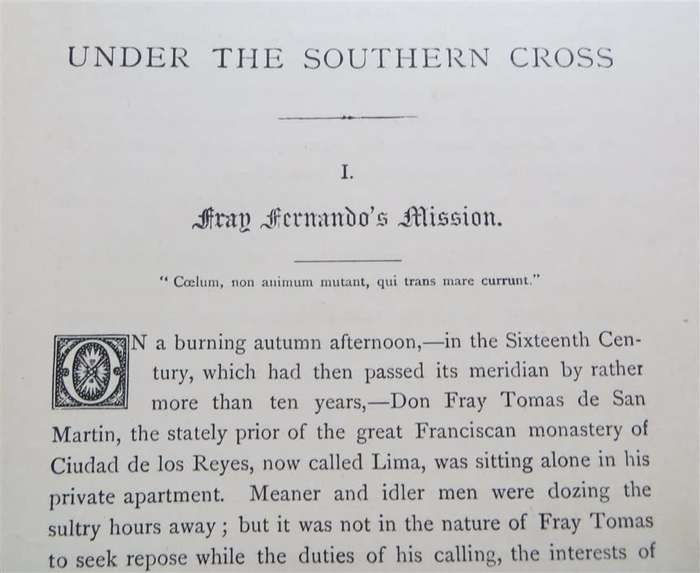 UNDER THE SOUTHERN CROSS
I.
Fray Fernando's Mission.
“ Cœlum, non animum mutant, qui trans mare currunt.”
ON a burning autumn afternoon,—in the Sixteenth Cen-
tury, which had then passed its meridian by rather
more than ten years,—Don Fray Tomas de San
Martin, the stately prior of the great Franciscan monastery of
Ciudad de los Reyes, now called Lima, was sitting alone in his
private apartment. Meaner and idler men were dozing the
sultry hours away ; but it was not in the nature of Fray Tomas
to seek repose while the duties of his calling, the interests of